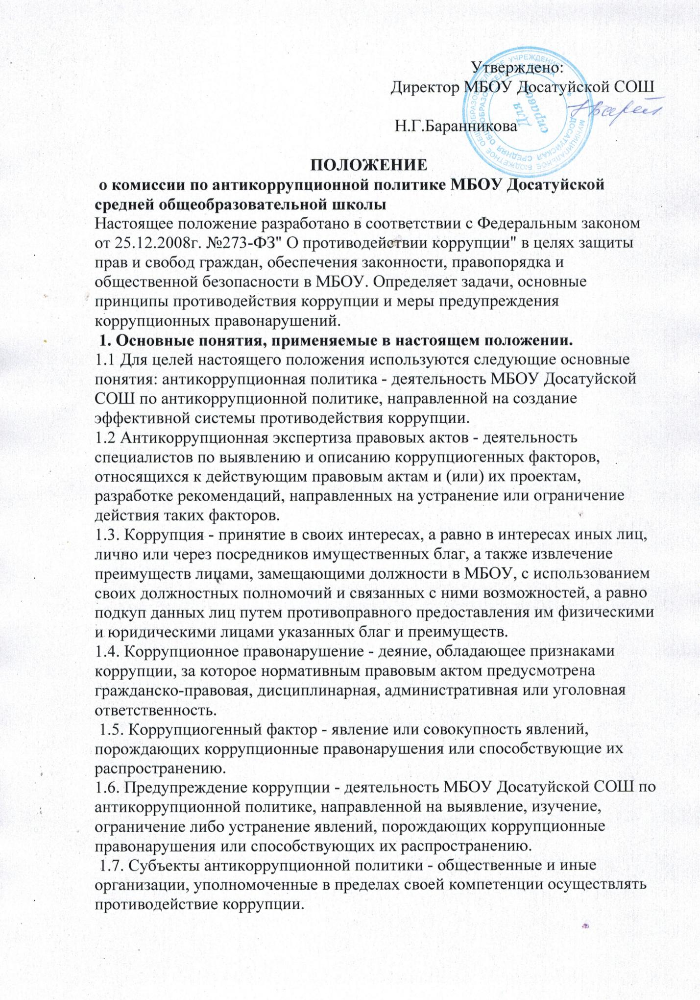 Утверждено:
Директор МБОУ Досатуйской СОШ
Н.Г.Баранникова
МУНИЦИПАЛЬНОЕ БЮДЖЕТНОЕ ОБЩЕОБРАЗОВАТЕЛЬНОЕ УЧРЕЖДЕНИЕ
ДОСАТУЙСКАЯ СРЕДНЯЯ ОБЩЕОБРАЗОВАТЕЛЬНАЯ ШКОЛА
Для
справок
ПОЛОЖЕНИЕ
о комиссии по антикоррупционной политике МБОУ Досатуйской
средней общеобразовательной школы
Настоящее положение разработано в соответствии с Федеральным законом
от 25.12.2008г. №273-ФЗ" О противодействии коррупции" в целях защиты
прав и свобод граждан, обеспечения законности, правопорядка и
общественной безопасности в МБОУ. Определяет задачи, основные
принципы противодействия коррупции и меры предупреждения
коррупционных правонарушений.
1. Основные понятия, применяемые в настоящем положении.
1.1 Для целей настоящего положения используются следующие основные
понятия: антикоррупционная политика - деятельность МБОУ Досатуйской
СОШ по антикоррупционной политике, направленной на создание
эффективной системы противодействия коррупции.
1.2 Антикоррупционная экспертиза правовых актов - деятельность
специалистов по выявлению и описанию коррупциогенных факторов,
относящихся к действующим правовым актам и (или) их проектам,
разработке рекомендаций, направленных на устранение или ограничение
действия таких факторов.
1.3. Коррупция - принятие в своих интересах, а равно в интересах иных лиц,
лично или через посредников имущественных благ, а также извлечение
преимуществ лицами, замещающими должности в МБОУ, с использованием
своих должностных полномочий и связанных с ними возможностей, а равно
подкуп данных лиц путем противоправного предоставления им физическими
и юридическими лицами указанных благ и преимуществ.
1.4. Коррупционное правонарушение - деяние, обладающее признаками
коррупции, за которое нормативным правовым актом предусмотрена
гражданско-правовая, дисциплинарная, административная или уголовная
ответственность.
1.5. Коррупциогенный фактор - явление или совокупность явлений,
порождающих коррупционные правонарушения или способствующие их
распространению.
1.6. Предупреждение коррупции - деятельность МБОУ Досатуйской СОШ по
антикоррупционной политике, направленной на выявление, изучение,
ограничение либо устранение явлений, порождающих коррупционные
правонарушения или способствующих их распространению.
1.7. Субъекты антикоррупционной политики - общественные и иные
организации, уполномоченные в пределах своей компетенции осуществлять
противодействие коррупции.